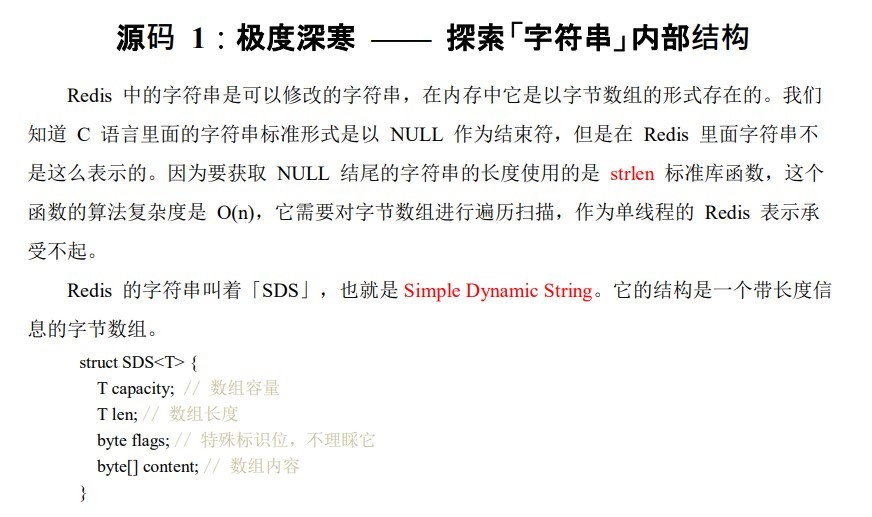 源码 1：极度深寒 —— 探索「字符串」内部结构
Redis 中的字符串是可以修改的字符串，在内存中它是以字节数组的形式存在的。我们
知道 C 语言里面的字符串标准形式是以 NULL 作为结束符，但是在 Redis 里面字符串不
是这么表示的。因为要获取 NULL 结尾的字符串的长度使用的是 strlen 标准库函数，这个
函数的算法复杂度是 O(n)，它需要对字节数组进行遍历扫描，作为单线程的 Redis 表示承
受不起。
Redis 的字符串叫着「SDS」，也就是 Simple Dynamic String。它的结构是一个带长度信
息的字节数组。
struct SDS<T> {
T capacity; // 数组容量
T len; // 数组长度
byte flags; // 特殊标识位，不理睬它
byte[] content; // 数组内容
}